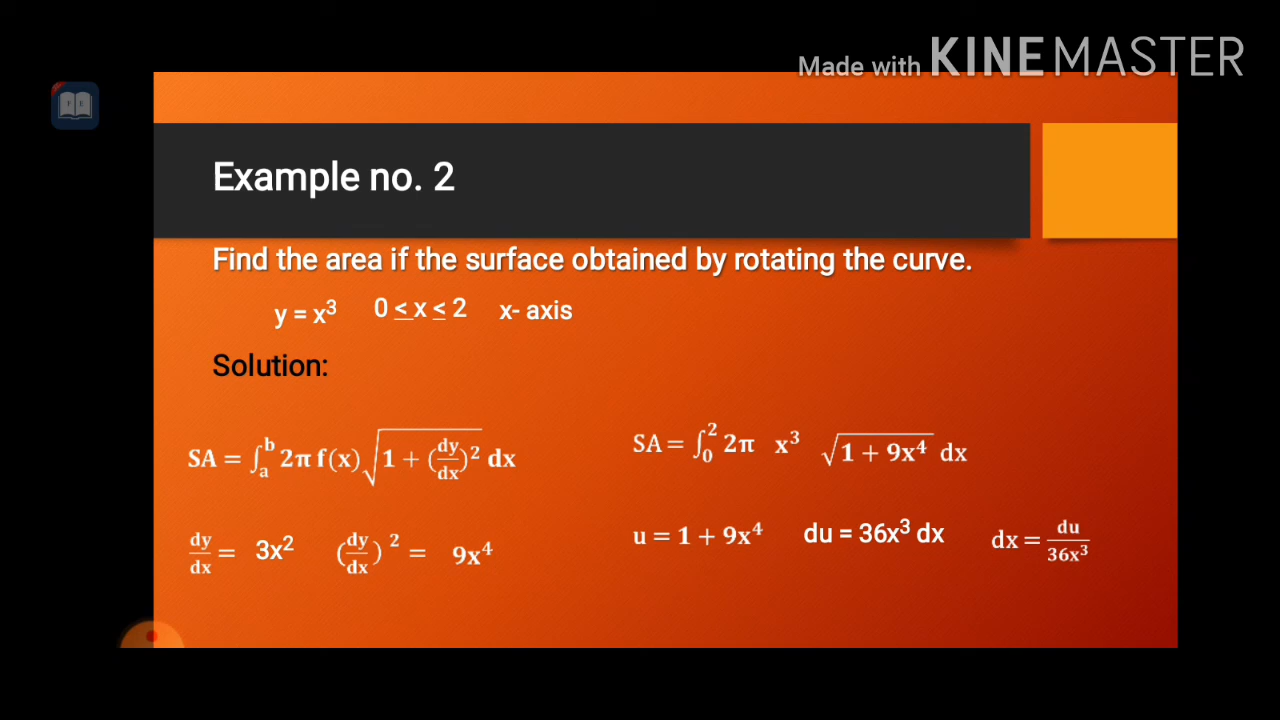 Made with KINEMASTER
Example no. 2
Find the area if the surface obtained by rotating the curve.
y = x³ 0 ≤ x ≤ 2 x- axis
Solution:
SA = ∫ₐᵇ 2π f(x) √(1 + (dy/dx)²) dx
SA = ∫₀² 2π x³ √(1 + 9x⁴) dx
dy/dx = 3x² (dy/dx)² = 9x⁴
u = 1 + 9x⁴ du = 36x³ dx dx = du/36x³